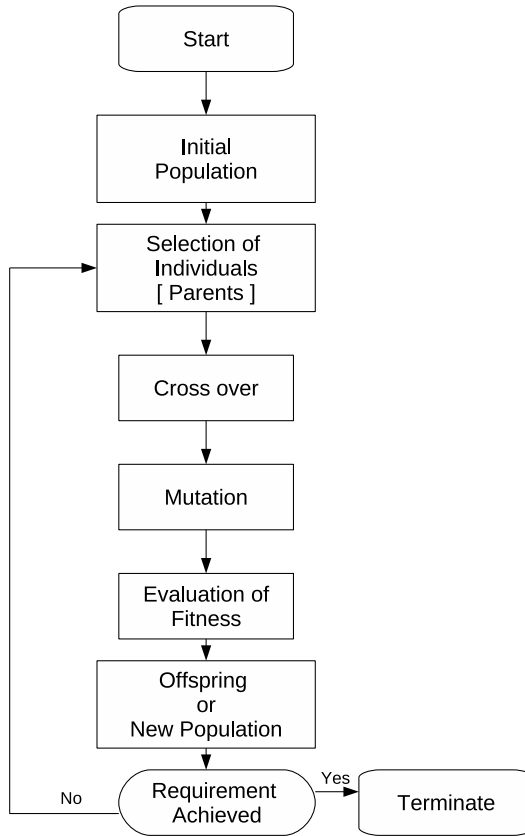 Start
Initial
Population
Selection of
Individuals
[ Parents ]
Cross over
Mutation
Evaluation of
Fitness
Offspring
or
New Population
Requirement
Achieved
Yes
No
Terminate